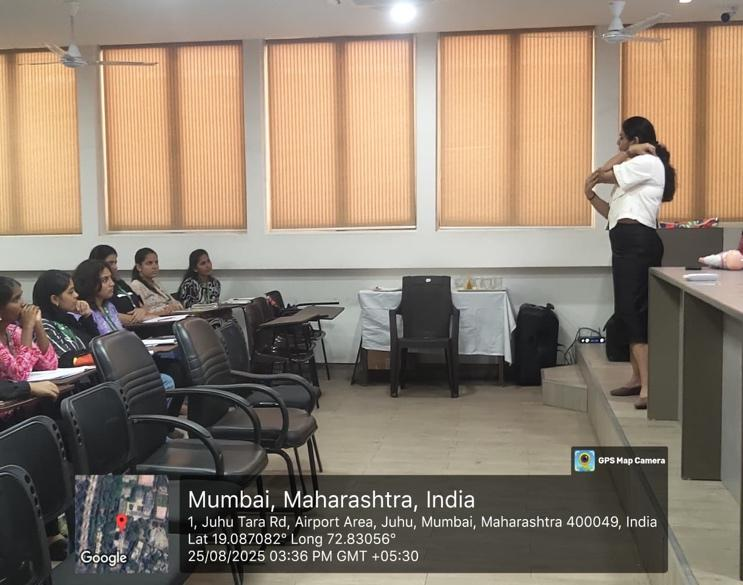 GPS Map Camera
Mumbai, Maharashtra, India
1, Juhu Tara Rd, Airport Area, Juhu, Mumbai, Maharashtra 400049, India
Lat 19.087082° Long 72.83056°
25/08/2025 03:36 PM GMT +05:30
Google